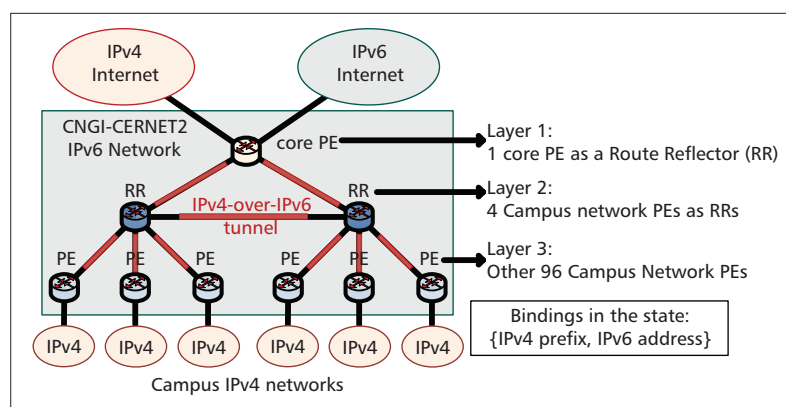 IPv4
Internet
IPv6
Internet
CNGI-CERNET2
IPv6 Network
core PE
Layer 1:
1 core PE as a Route Reflector (RR)
RR
RR
Layer 2:
4 Campus network PEs as RRs
IPv4-over-IPv6
tunnel
PE
PE
PE
PE
PE
PE
Layer 3:
Other 96 Campus Network PEs
Bindings in the state:
{IPv4 prefix, IPv6 address}
IPv4
IPv4
IPv4
IPv4
IPv4
IPv4
Campus IPv4 networks